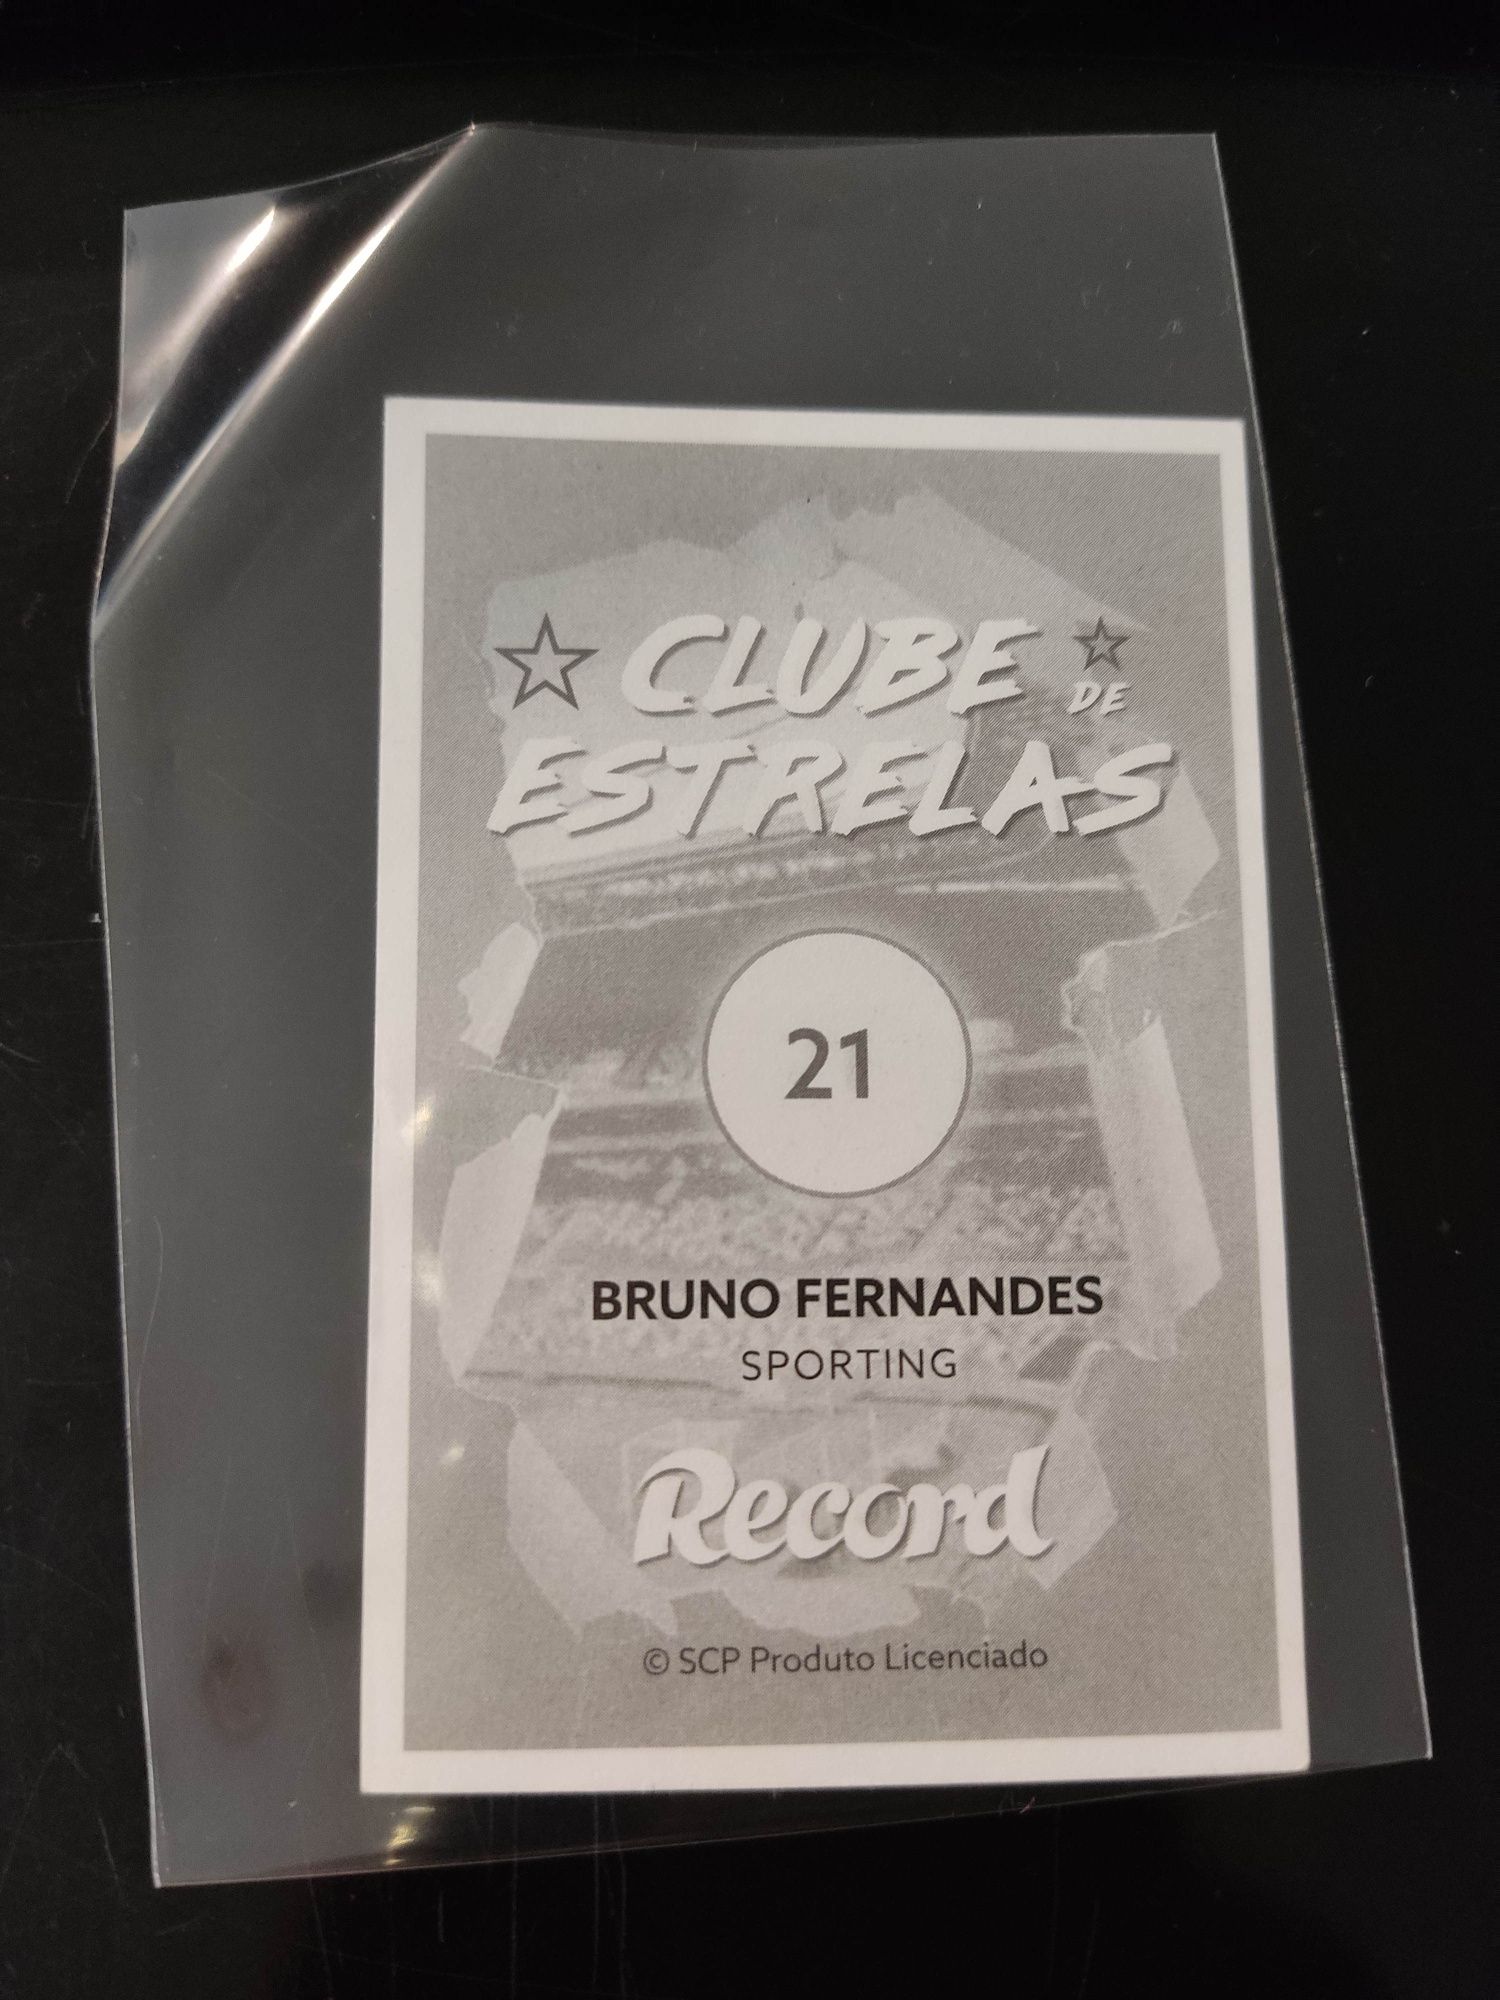 CLUBE
DE
ESTRELAS
21
BRUNO FERNANDES
SPORTING
Record
© SCP Produto Licenciado